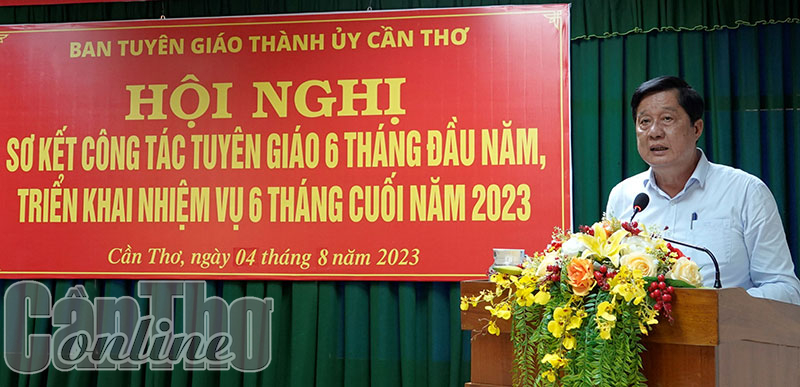 BAN TUYÊN GIÁO THÀNH ỦY CẦN THƠ
HỘI NGHỊ
SƠ KẾT CÔNG TÁC TUYÊN GIÁO 6 THÁNG ĐẦU NĂM,
TRIỂN KHAI NHIỆM VỤ 6 THÁNG CUỐI NĂM 2023
Cần Thơ, ngày 04 tháng 8 năm 2023
CầnThơ
online